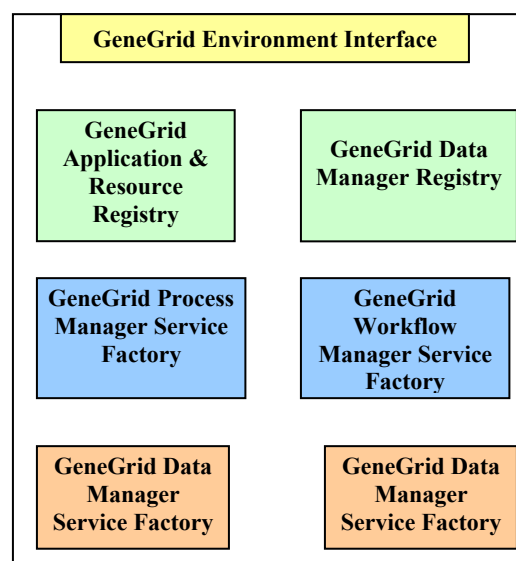 GeneGrid Environment Interface
GeneGrid
Application &
Resource
Registry
GeneGrid Data
Manager Registry
GeneGrid Process
Manager Service
Factory
GeneGrid
Workflow
Manager Service
Factory
GeneGrid Data
Manager
Service Factory
GeneGrid Data
Manager
Service Factory